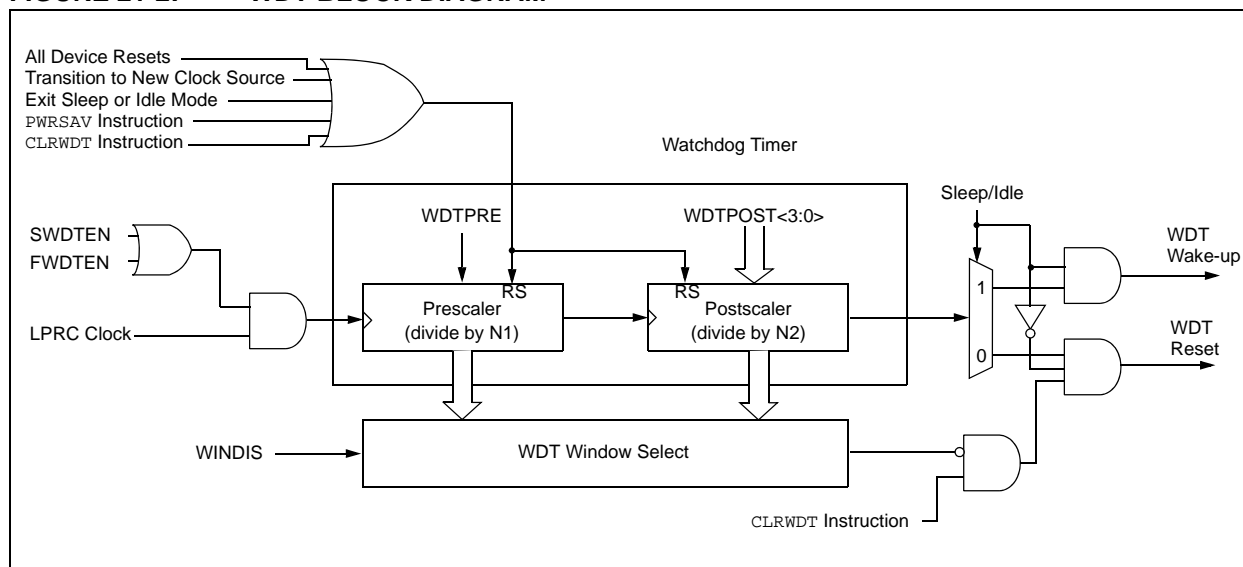 All Device Resets
Transition to New Clock Source
Exit Sleep or Idle Mode
PWRSAV Instruction
CLRWDT Instruction
Watchdog Timer
Sleep/Idle
WDTPRE
WDTPOST<3:0>
SWDTEN
FWDTEN
WDT
Wake-up
RS
RS
1
Prescaler
(divide by N1)
Postscaler
(divide by N2)
LPRC Clock
WDT
Reset
0
WINDIS
WDT Window Select
CLRWDT Instruction